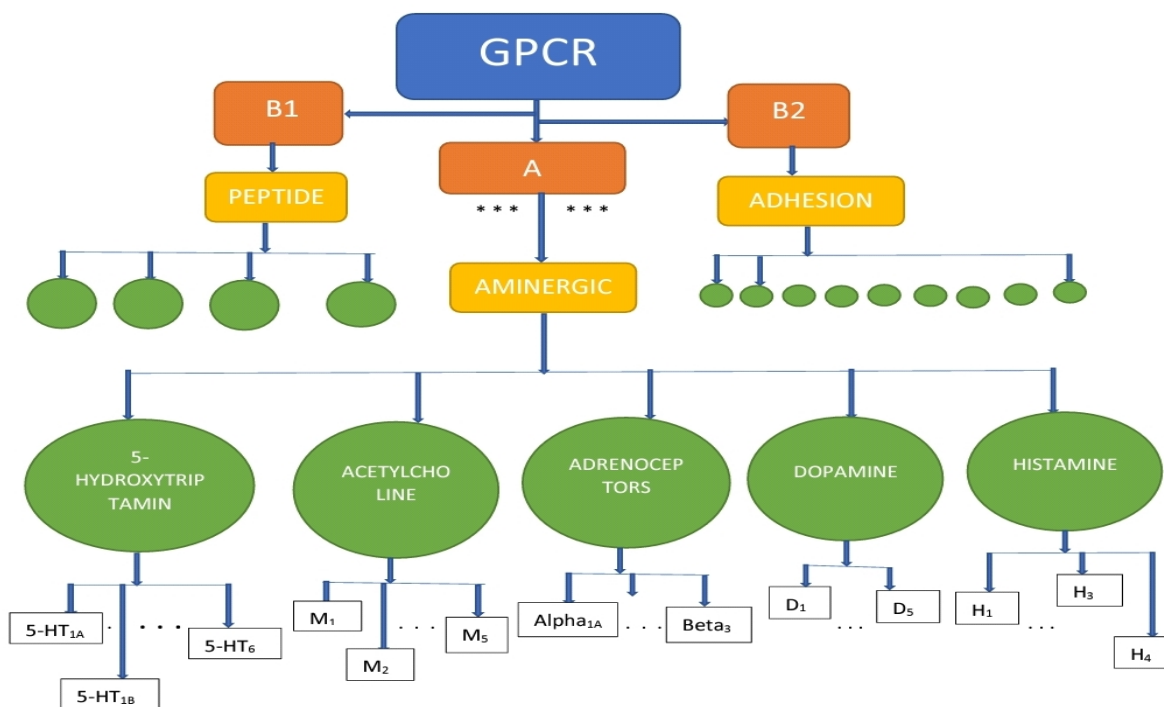 GPCR
B1
B2
A
PEPTIDE
* * * * * *
ADHESION
AMINERGIC
5-
HYDROXYTRIP
TAMIN
ACETYLCHO
LINE
ADRENOCEP
TORS
DOPAMINE
HISTAMINE
5-HT1A . . . . 5-HT6
5-HT1B
M1 . . . . M5
M2
Alpha1A . . . Beta3
D1 . . . D5
H1 . . . H3
H4